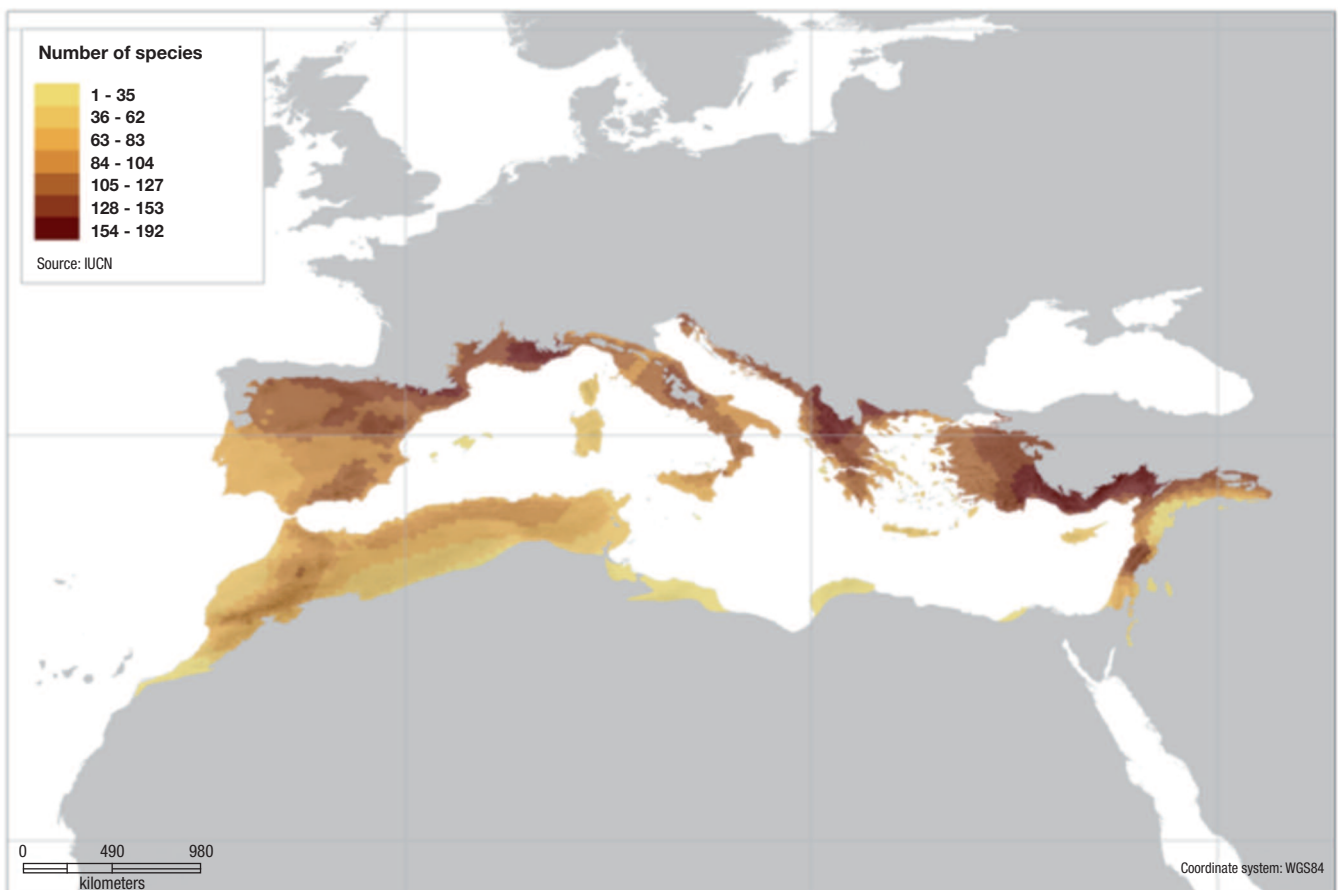 Number of species
1 - 35
36 - 62
63 - 83
84 - 104
105 - 127
128 - 153
154 - 192
Source: IUCN
0 490 980
kilometers
Coordinate system: WGS84